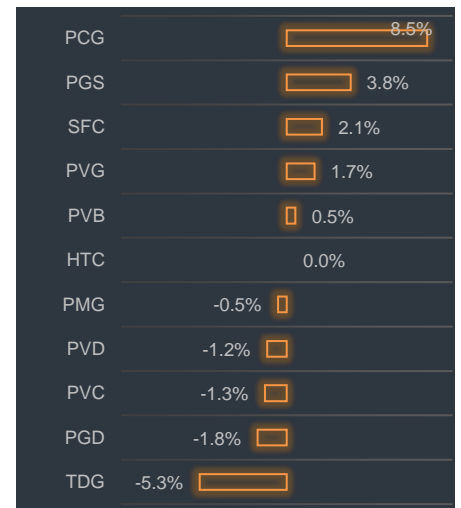 PCG 8.5%
PGS 3.8%
SFC 2.1%
PVG 1.7%
PVB 0.5%
HTC 0.0%
PMG -0.5%
PVD -1.2%
PVC -1.3%
PGD -1.8%
TDG -5.3%